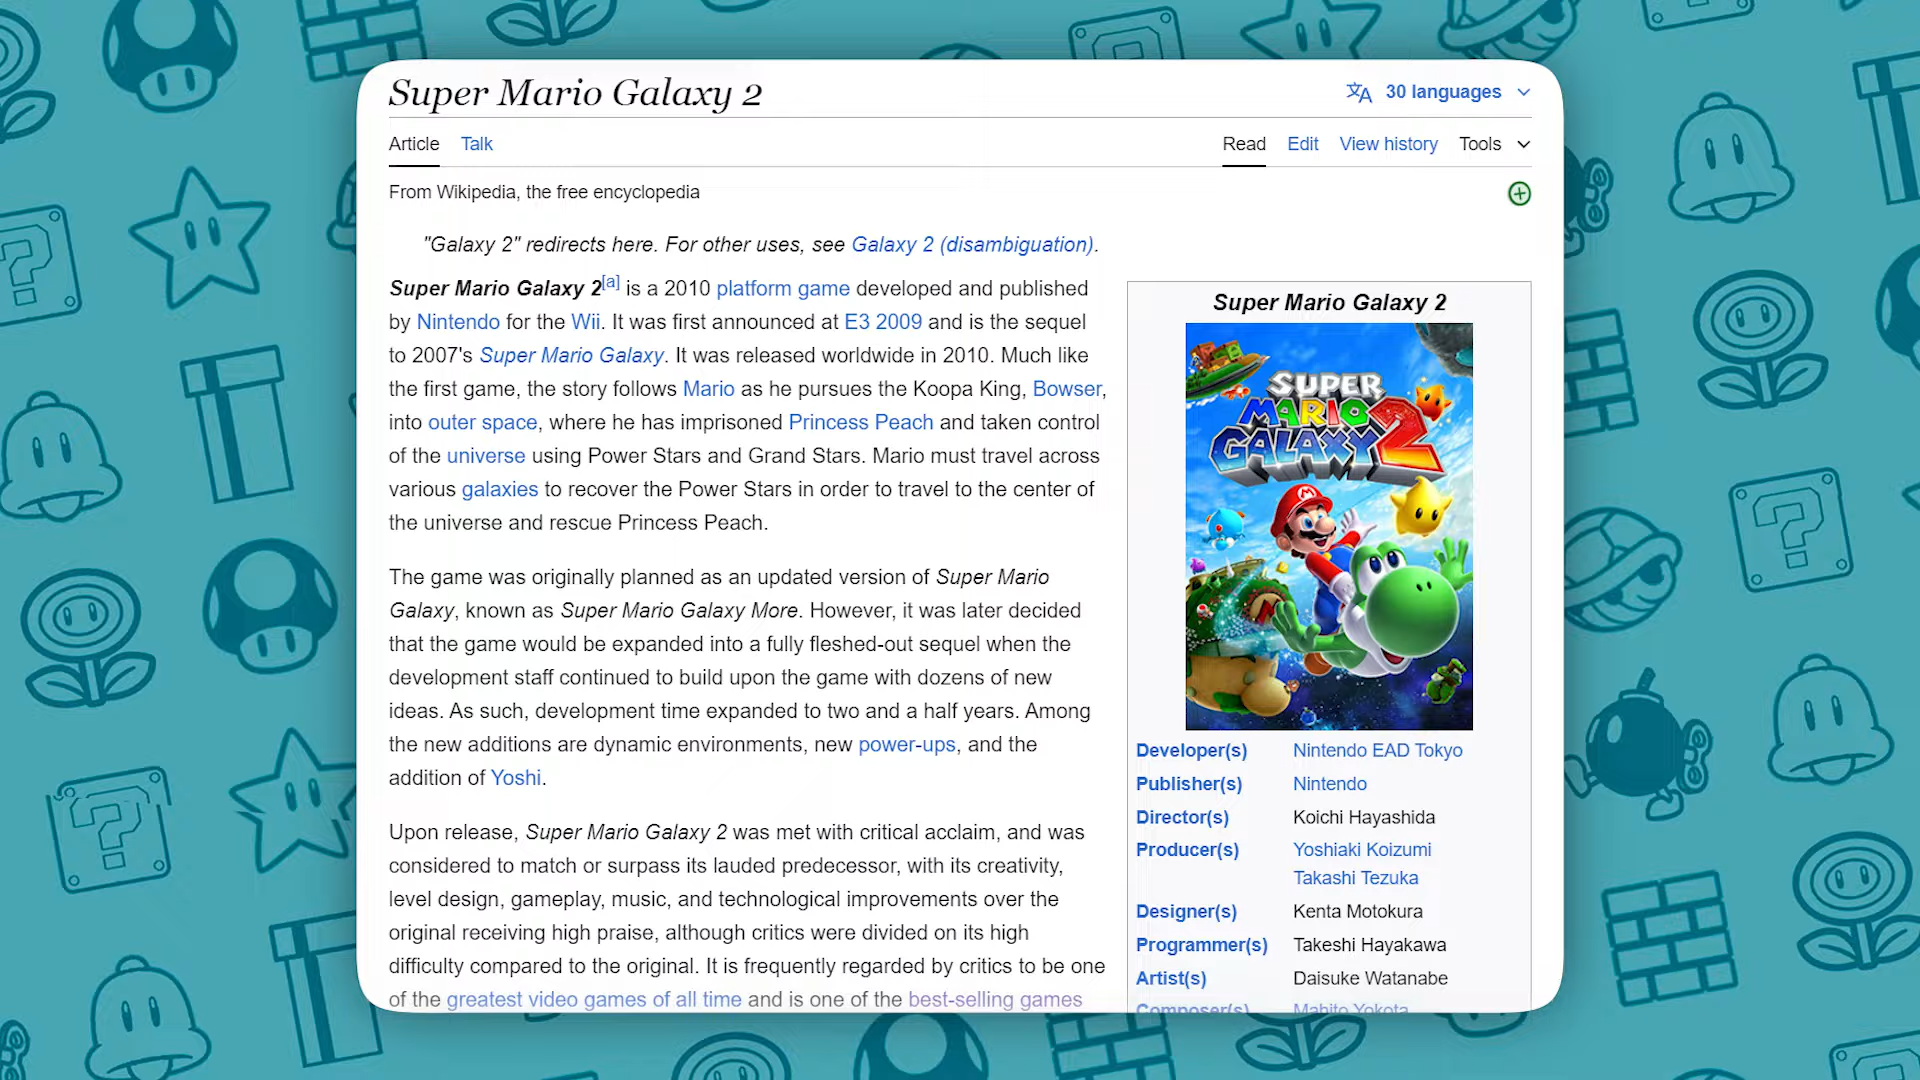 Super Mario Galaxy 2
30 languages
Article Talk
Read Edit View history Tools
From Wikipedia, the free encyclopedia
"Galaxy 2" redirects here. For other uses, see Galaxy 2 (disambiguation).
Super Mario Galaxy 2[a] is a 2010 platform game developed and published
by Nintendo for the Wii. It was first announced at E3 2009 and is the sequel
to 2007's Super Mario Galaxy. It was released worldwide in 2010. Much like
the first game, the story follows Mario as he pursues the Koopa King, Bowser,
into outer space, where he has imprisoned Princess Peach and taken control
of the universe using Power Stars and Grand Stars. Mario must travel across
various galaxies to recover the Power Stars in order to travel to the center of
the universe and rescue Princess Peach.
The game was originally planned as an updated version of Super Mario
Galaxy, known as Super Mario Galaxy More. However, it was later decided
that the game would be expanded into a fully fleshed-out sequel when the
development staff continued to build upon the game with dozens of new
ideas. As such, development time expanded to two and a half years. Among
the new additions are dynamic environments, new power-ups, and the
addition of Yoshi.
Upon release, Super Mario Galaxy 2 was met with critical acclaim, and was
considered to match or surpass its lauded predecessor, with its creativity,
level design, gameplay, music, and technological improvements over the
original receiving high praise, although critics were divided on its high
difficulty compared to the original. It is frequently regarded by critics to be one
of the greatest video games of all time and is one of the best-selling games
Super Mario Galaxy 2
SUPER
MARIO
GALAXY 2
M
Developer(s) Nintendo EAD Tokyo
Publisher(s) Nintendo
Director(s) Koichi Hayashida
Producer(s) Yoshiaki Koizumi
Takashi Tezuka
Designer(s) Kenta Motokura
Programmer(s) Takeshi Hayakawa
Artist(s) Daisuke Watanabe
Composer(s) Mahito Yokota